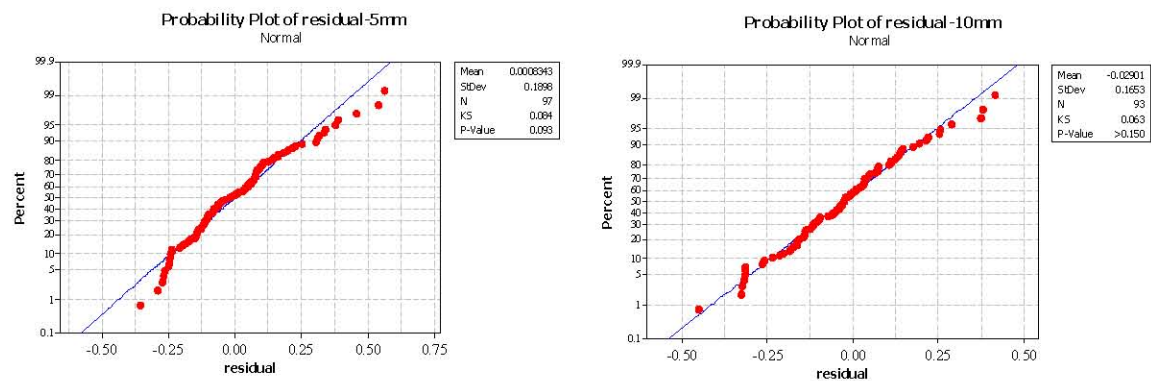 Probability Plot of residual-5mm
Normal
99.9
99
95
90
80
70
60
50
40
30
20
10
5
1
0.1
Percent
-0.50
-0.25
0.00
0.25
0.50
0.75
residual
Mean 0.0008343
StDev 0.1898
N 97
KS 0.084
P-Value 0.093
Probability Plot of residual-10mm
Normal
99.9
99
95
90
80
70
60
50
40
30
20
10
5
1
0.1
Percent
-0.50
-0.25
0.00
0.25
0.50
residual
Mean -0.02901
StDev 0.1653
N 93
KS 0.063
P-Value >0.150